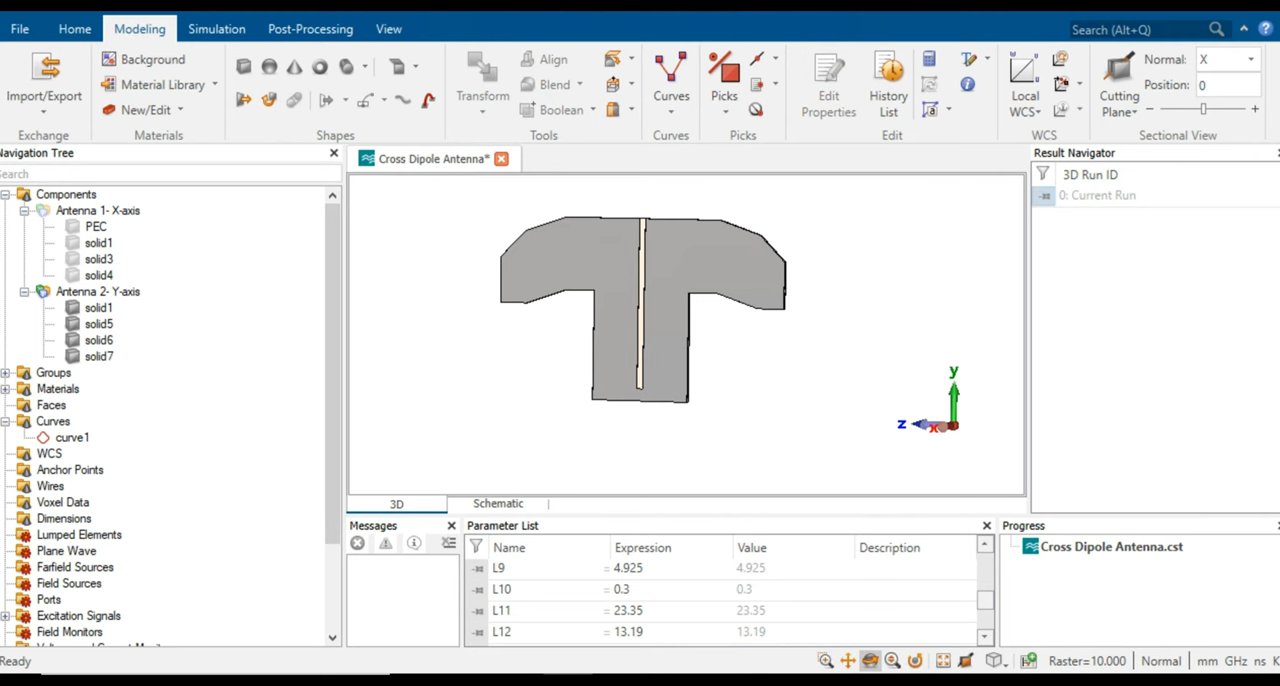 File Home Modeling Simulation Post-Processing View Search (Alt+Q)
Import/Export
Exchange
Background
Material Library
New/Edit
Materials
Shapes
Transform
Align
Blend
Boolean
Tools
Curves
Curves
Picks
Picks
Edit
Properties
History
List
Edit
Local
WCS
WCS
Cutting
Plane
Normal: X
Position: 0
Sectional View
Navigation Tree
Search
Components
Antenna 1- X-axis
PEC
solid1
solid3
solid4
Antenna 2- Y-axis
solid1
solid5
solid6
solid7
Groups
Materials
Faces
Curves
curve1
WCS
Anchor Points
Wires
Voxel Data
Dimensions
Lumped Elements
Plane Wave
Farfield Sources
Field Sources
Ports
Excitation Signals
Field Monitors
Cross Dipole Antenna*
y
z
x
3D Schematic
Result Navigator
3D Run ID
0: Current Run
Messages
Parameter List
Name Expression Value Description
L9 = 4.925 4.925
L10 = 0.3 0.3
L11 = 23.35 23.35
L12 = 13.19 13.19
Progress
Cross Dipole Antenna.cst
Ready
Raster=10.000 Normal mm GHz ns K